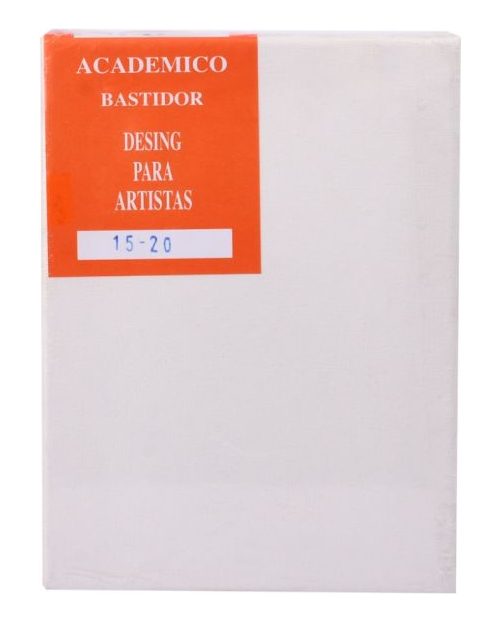 ACADEMICO
BASTIDOR
DESING
PARA
ARTISTAS
15-20